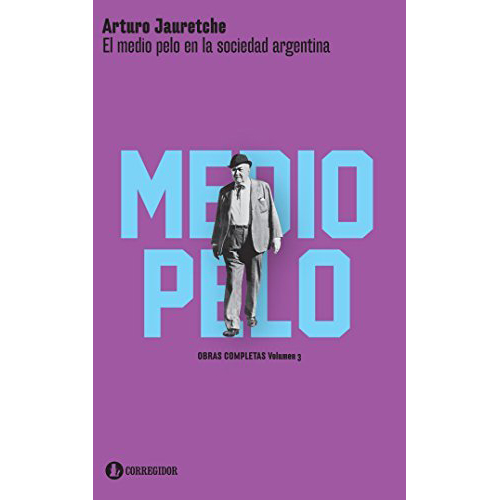 Arturo Jauretche
El medio pelo en la sociedad argentina
MEDIO
PELO
OBRAS COMPLETAS Volumen 3
CORREGIDOR